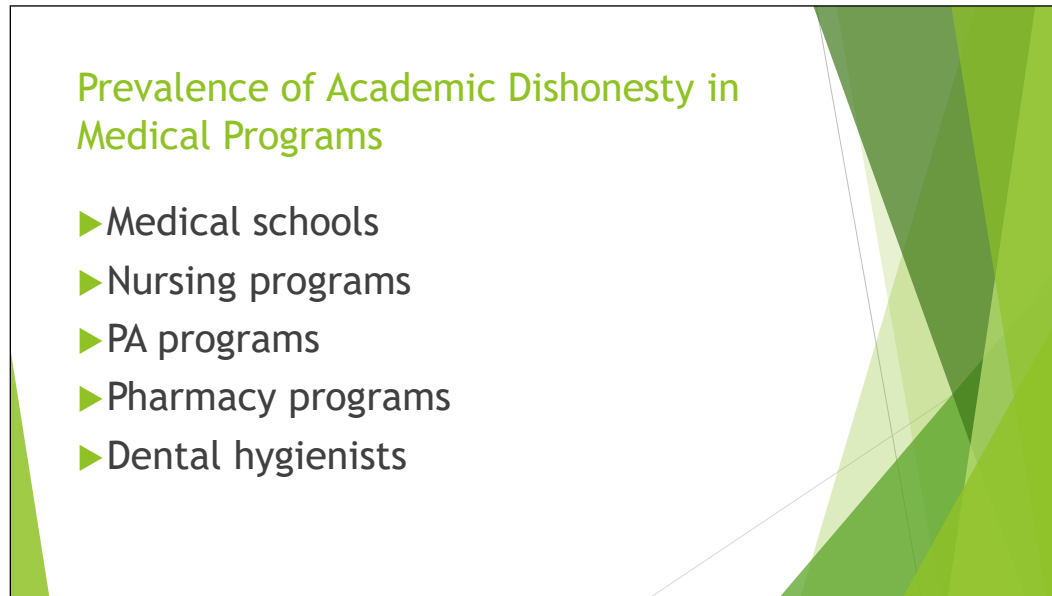 Prevalence of Academic Dishonesty in
Medical Programs
Medical schools
Nursing programs
PA programs
Pharmacy programs
Dental hygienists